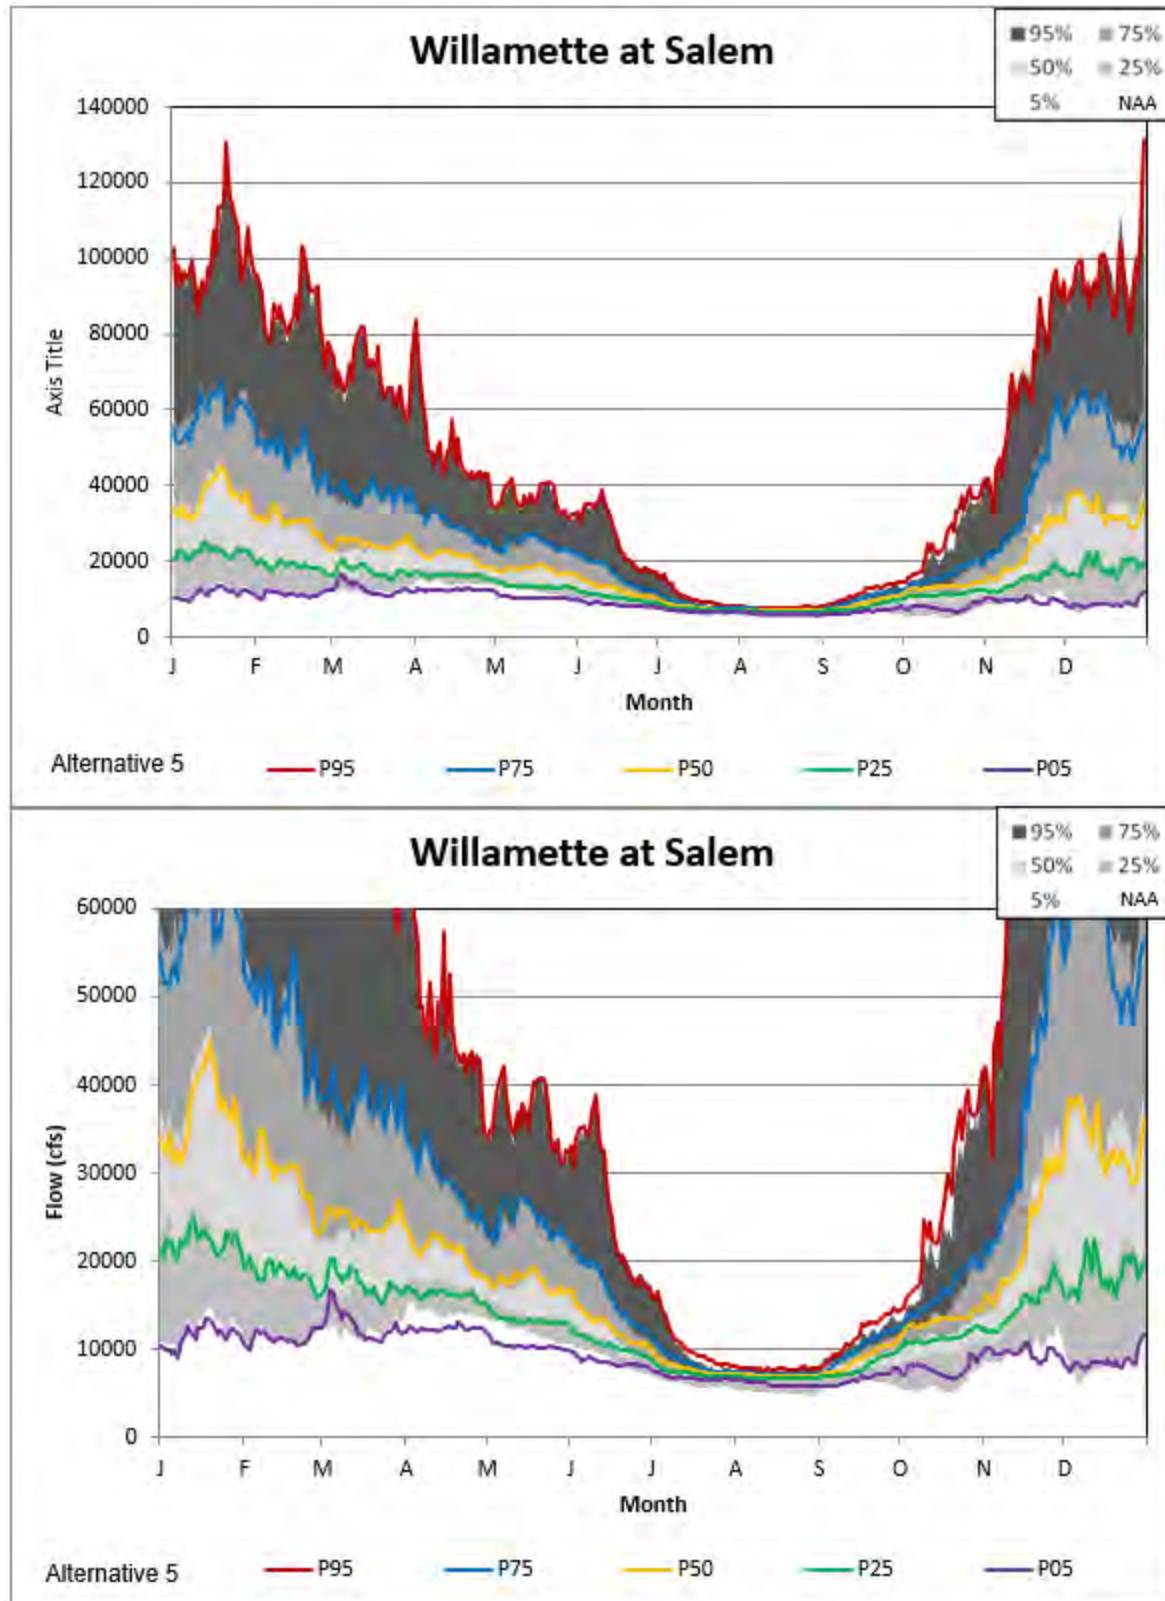 Willamette at Salem
95% 75%
50% 25%
5% NAA
140000
120000
100000
80000
60000
40000
20000
0
Axis Title
J F M A M J J A S O N D
Month
Alternative 5 P95 P75 P50 P25 P05
Willamette at Salem
95% 75%
50% 25%
5% NAA
60000
50000
40000
30000
20000
10000
0
Flow (cfs)
J F M A M J J A S O N D
Month
Alternative 5 P95 P75 P50 P25 P05